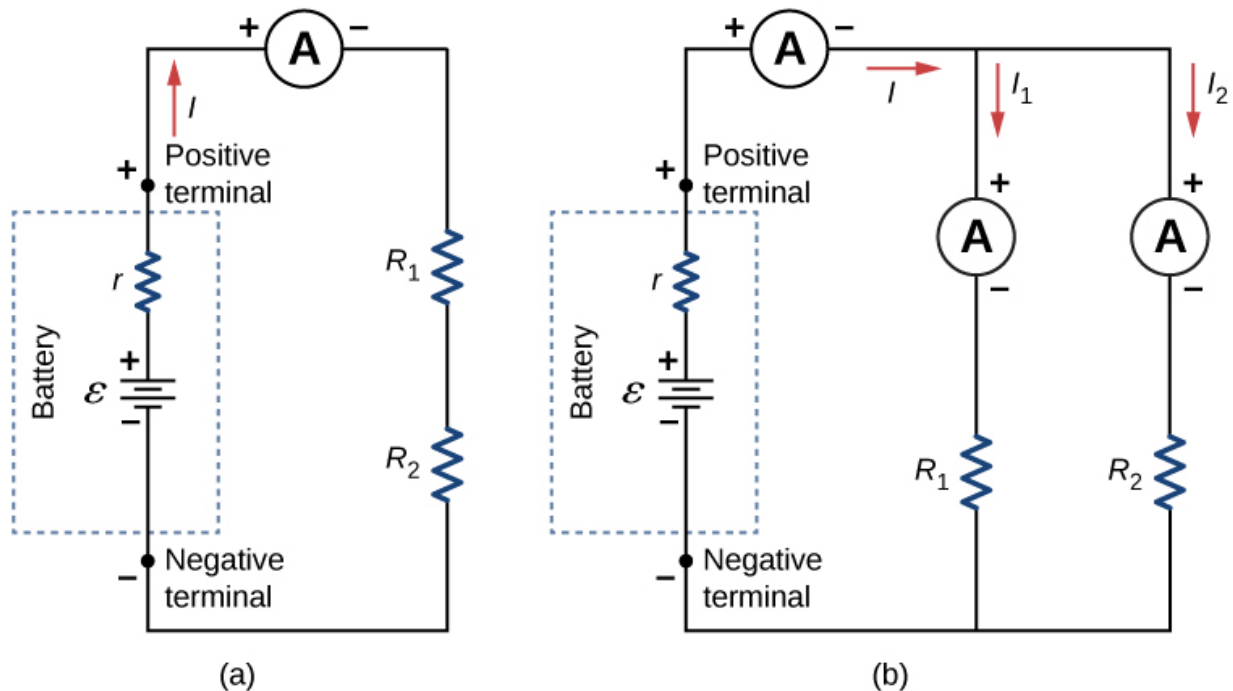 + A −
I
+ Positive
terminal
r
R1
Battery
+
ε
−
R2
Negative
− terminal
(a)
+ A −
I
I1
I2
+ Positive
terminal
+
+
A
A
r
−
−
Battery
+
ε
−
R1
R2
Negative
− terminal
(b)